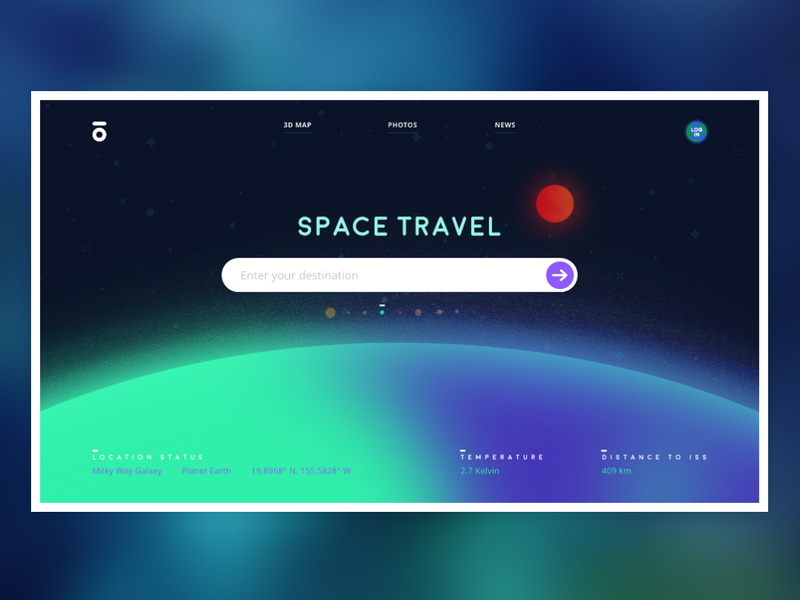 3D MAP
PHOTOS
NEWS
LOG
IN
SPACE TRAVEL
Enter your destination
LOCATION STATUS
Milky Way Galaxy Planet Earth 19.8968° N, 155.5828° W
TEMPERATURE
2.7 Kelvin
DISTANCE TO ISS
409 km